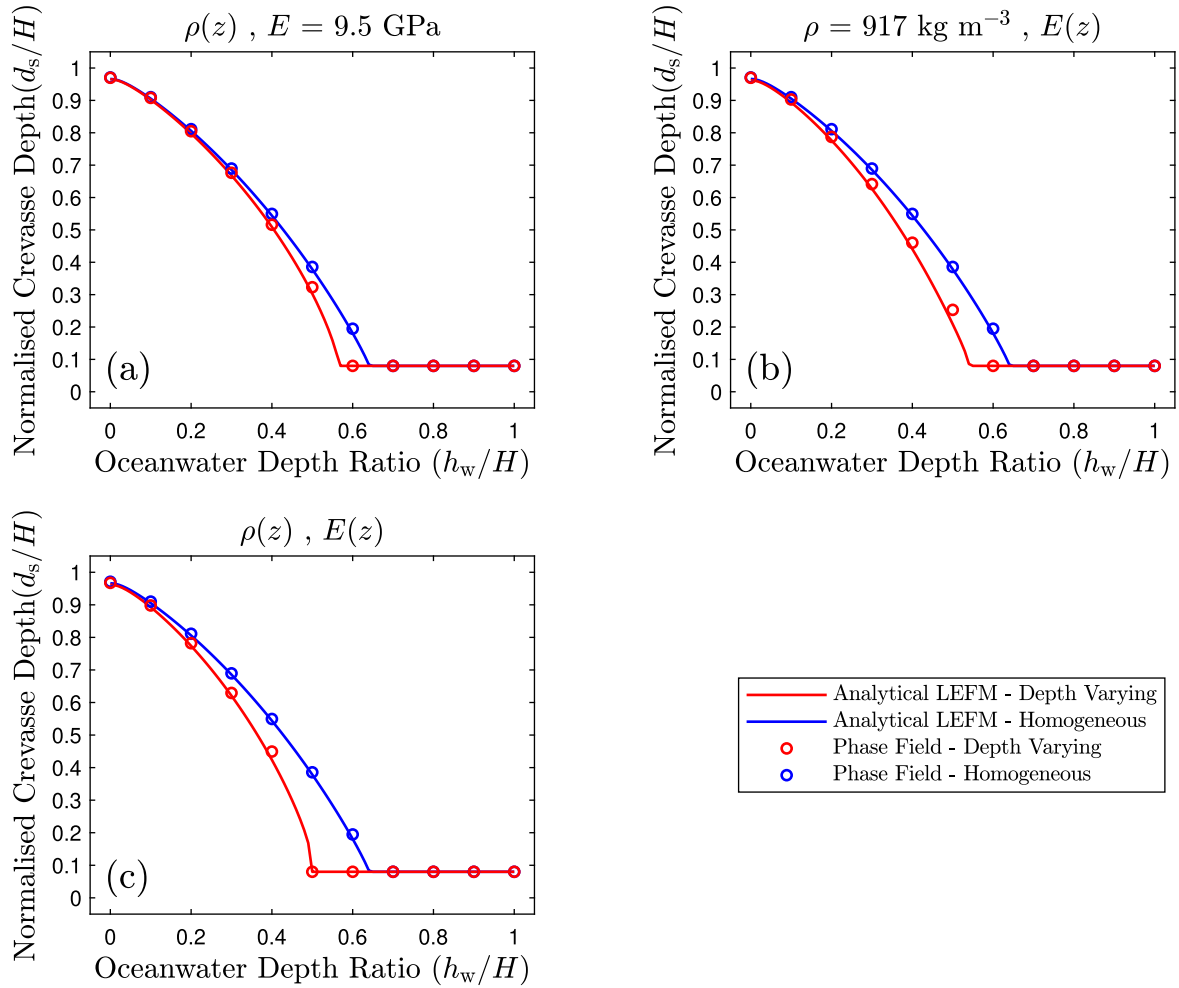 ρ(z) , E = 9.5 GPa
Normalised Crevasse Depth(d_s/H)
1
0.9
0.8
0.7
0.6
0.5
0.4
0.3
0.2
0.1
0
(a)
0 0.2 0.4 0.6 0.8 1
Oceanwater Depth Ratio (h_w/H)
ρ = 917 kg m⁻³ , E(z)
Normalised Crevasse Depth(d_s/H)
1
0.9
0.8
0.7
0.6
0.5
0.4
0.3
0.2
0.1
0
(b)
0 0.2 0.4 0.6 0.8 1
Oceanwater Depth Ratio (h_w/H)
ρ(z) , E(z)
Normalised Crevasse Depth(d_s/H)
1
0.9
0.8
0.7
0.6
0.5
0.4
0.3
0.2
0.1
0
(c)
0 0.2 0.4 0.6 0.8 1
Oceanwater Depth Ratio (h_w/H)
Analytical LEFM - Depth Varying
Analytical LEFM - Homogeneous
Phase Field - Depth Varying
Phase Field - Homogeneous